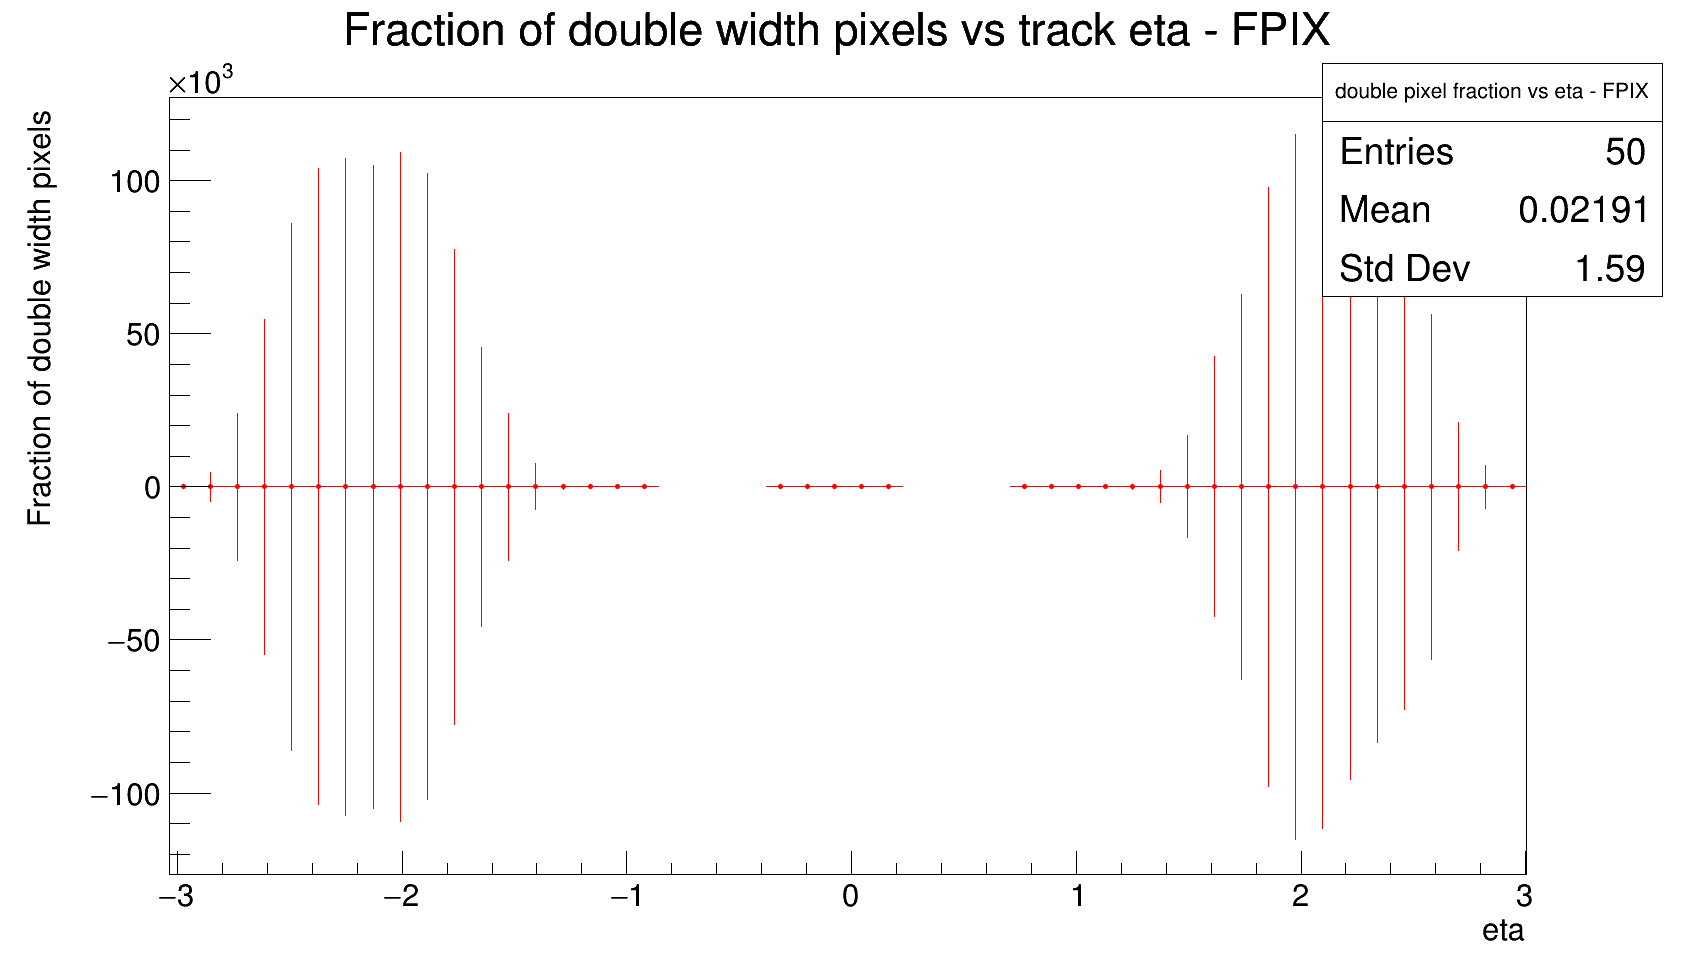 Fraction of double width pixels vs track eta - FPIX
×10³
double pixel fraction vs eta - FPIX
Entries 50
Mean 0.02191
Std Dev 1.59
Fraction of double width pixels
100
50
0
−50
−100
−3 −2 −1 0 1 2 3
eta